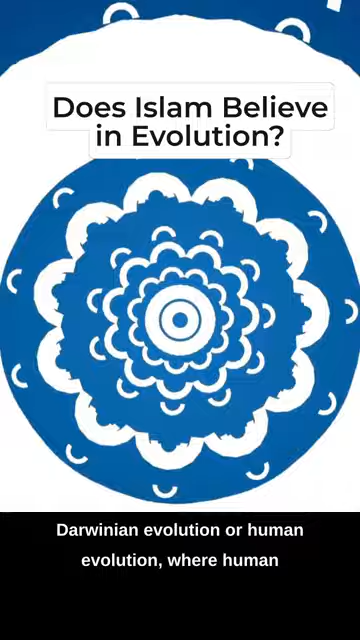 Does Islam Believe
in Evolution?
Darwinian evolution or human
evolution, where human